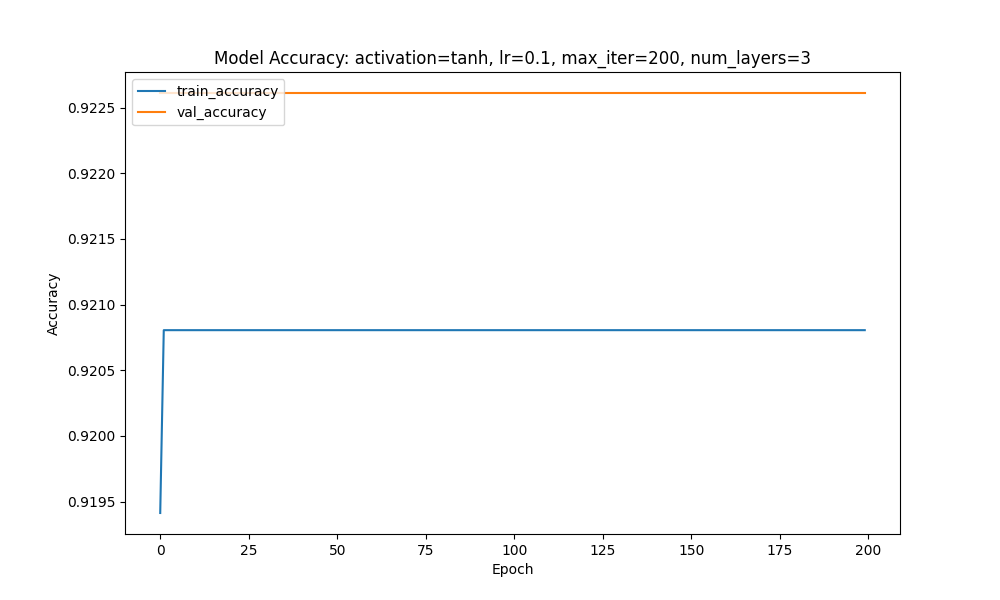 Model Accuracy: activation=tanh, lr=0.1, max_iter=200, num_layers=3
train_accuracy
val_accuracy
0.9225
0.9220
0.9215
0.9210
0.9205
0.9200
0.9195
Accuracy
0 25 50 75 100 125 150 175 200
Epoch